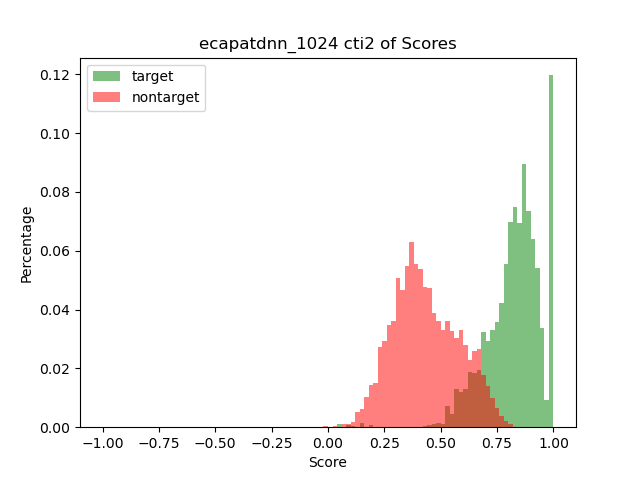 ecapatdnn_1024 cti2 of Scores
target
nontarget
0.12
0.10
0.08
0.06
0.04
0.02
0.00
Percentage
−1.00 −0.75 −0.50 −0.25 0.00 0.25 0.50 0.75 1.00
Score